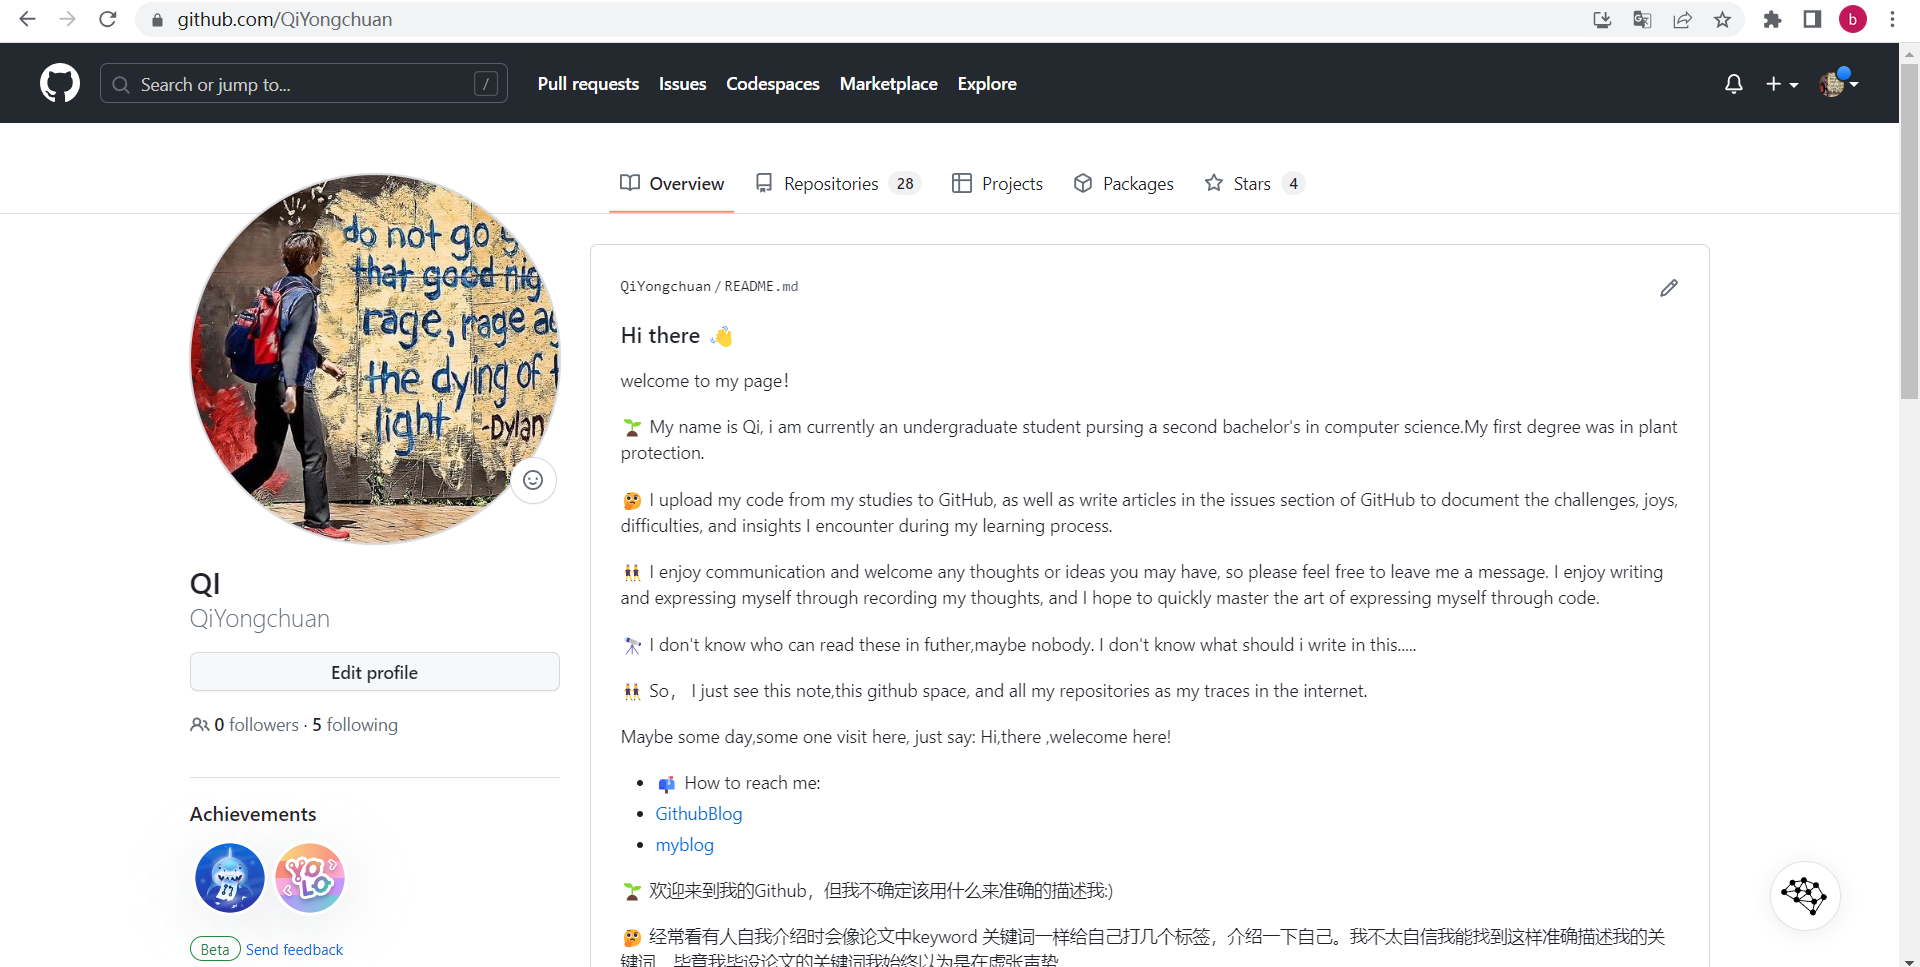 github.com/QiYongchuan
b
Search or jump to...
/
Pull requests Issues Codespaces Marketplace Explore
Overview Repositories 28 Projects Packages Stars 4
do not go g
that good nig
rage, rage ag
the dying of t
light -Dylan
QI
QiYongchuan
Edit profile
0 followers · 5 following
Achievements
YOLO
Beta Send feedback
QiYongchuan / README.md
Hi there 👋
welcome to my page!
🌱 My name is Qi, i am currently an undergraduate student pursing a second bachelor's in computer science.My first degree was in plant
protection.
🤔 I upload my code from my studies to GitHub, as well as write articles in the issues section of GitHub to document the challenges, joys,
difficulties, and insights I encounter during my learning process.
👯 I enjoy communication and welcome any thoughts or ideas you may have, so please feel free to leave me a message. I enjoy writing
and expressing myself through recording my thoughts, and I hope to quickly master the art of expressing myself through code.
🔭 I don't know who can read these in futher,maybe nobody. I don't know what should i write in this.....
👯 So， I just see this note,this github space, and all my repositories as my traces in the internet.
Maybe some day,some one visit here, just say: Hi,there ,welecome here!
• 📫 How to reach me:
• GithubBlog
• myblog
🌱 欢迎来到我的Github，但我不确定该用什么来准确的描述我:)
🤔 经常看有人自我介绍时会像论文中keyword 关键词一样给自己打几个标签，介绍一下自己。我不太自信我能找到这样准确描述我的关
键词，毕竟我毕设论文的关键词我始终以为是在虚张声势